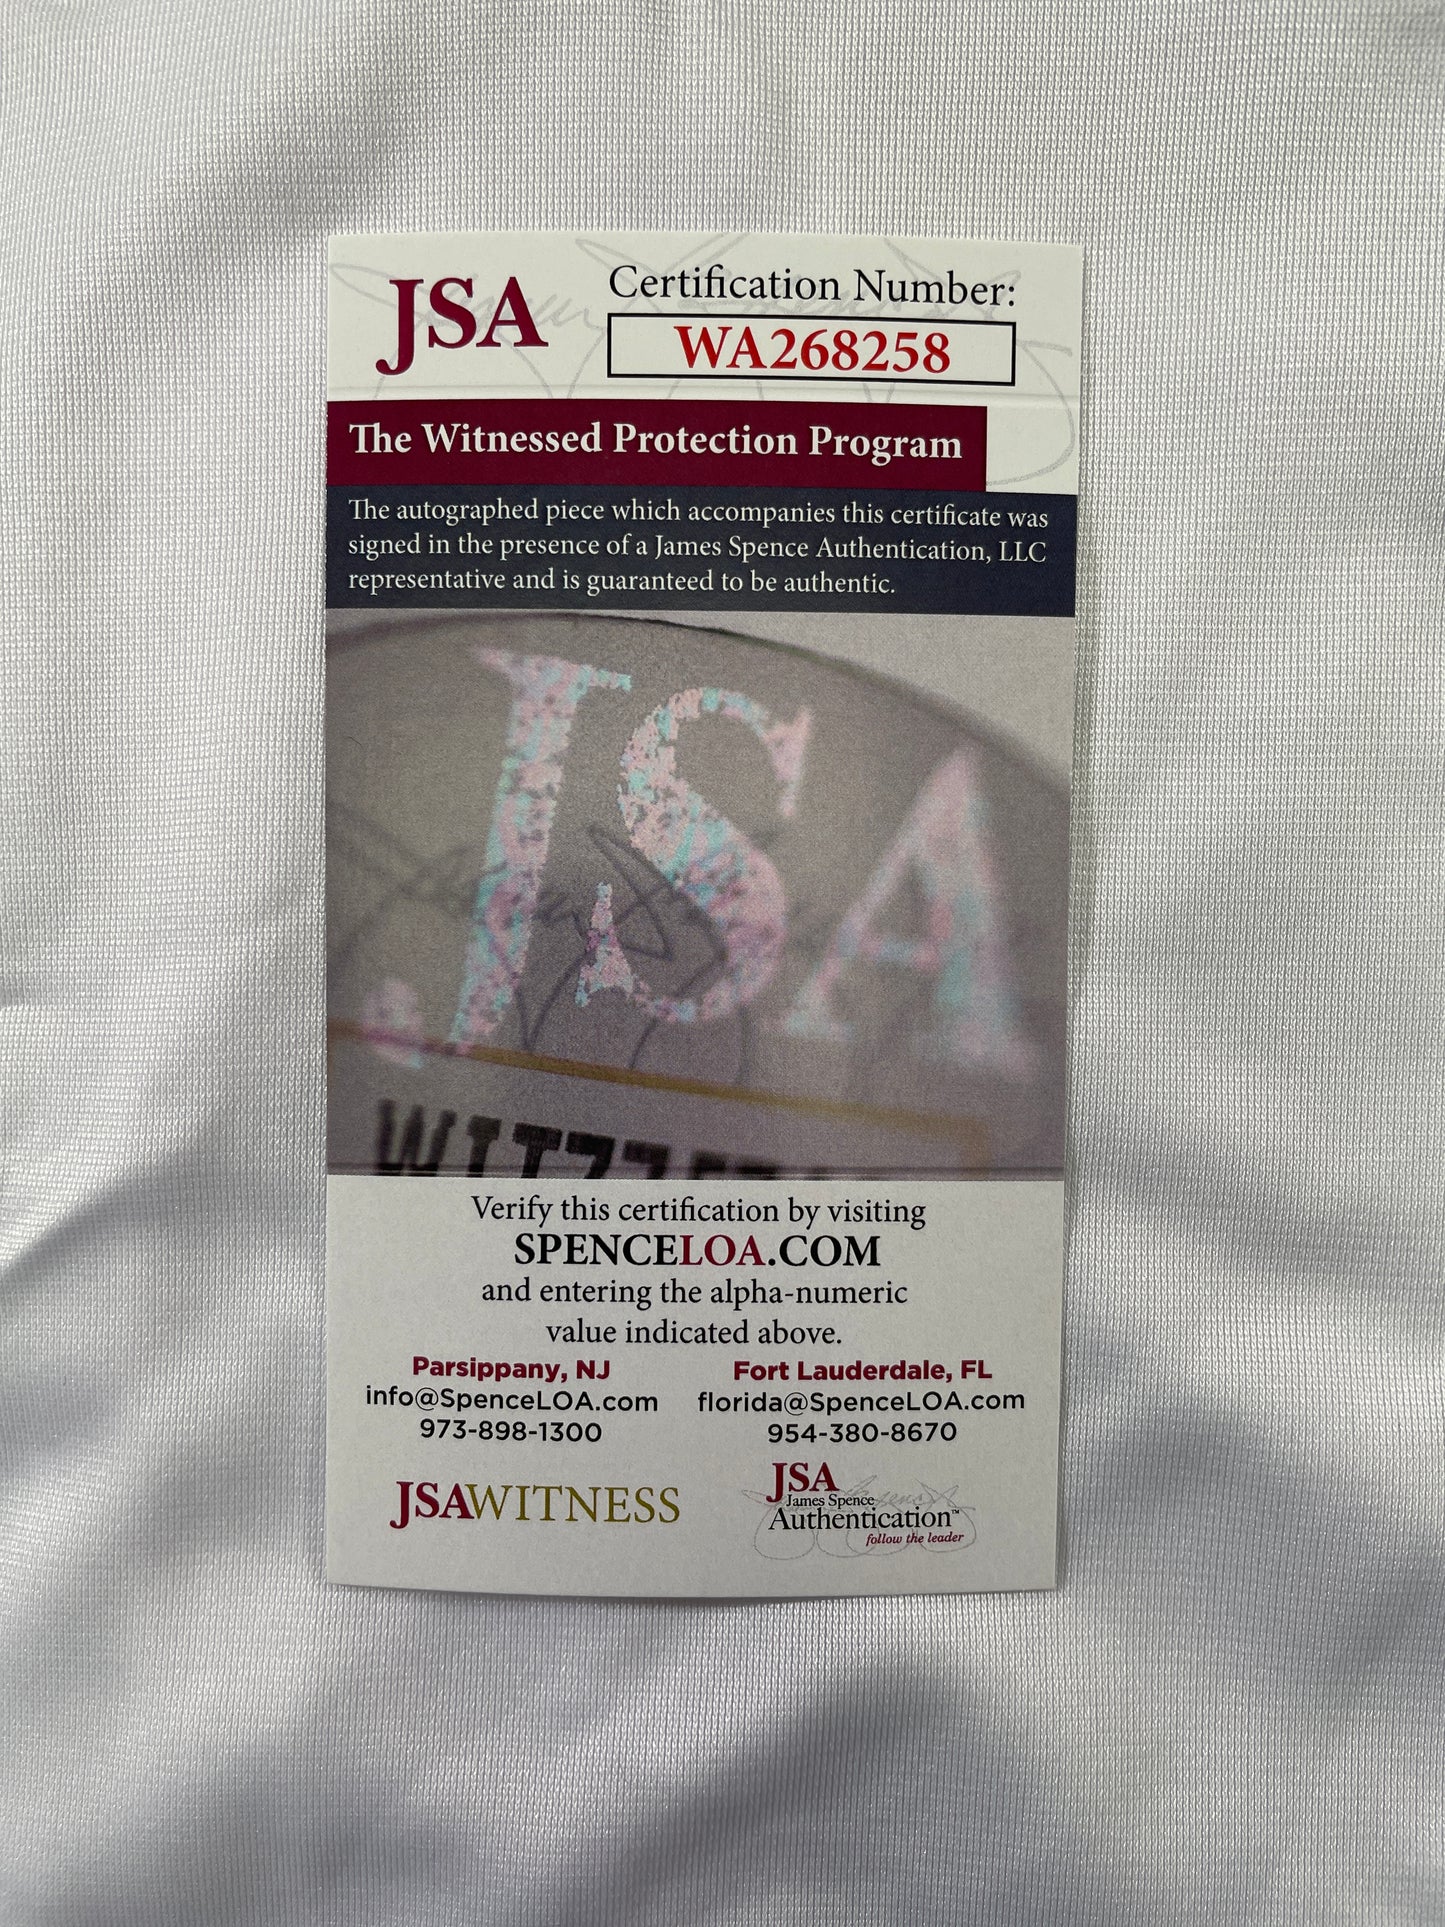 JSA
Certification Number:
WA268258
The Witnessed Protection Program
The autographed piece which accompanies this certificate was
signed in the presence of a James Spence Authentication, LLC
representative and is guaranteed to be authentic.
JSA
Verify this certification by visiting
SPENCELOA.COM
and entering the alpha-numeric
value indicated above.
Parsippany, NJ
info@SpenceLOA.com
973-898-1300
Fort Lauderdale, FL
florida@SpenceLOA.com
954-380-8670
JSAWITNESS
JSA
James Spence
Authentication™
follow the leader